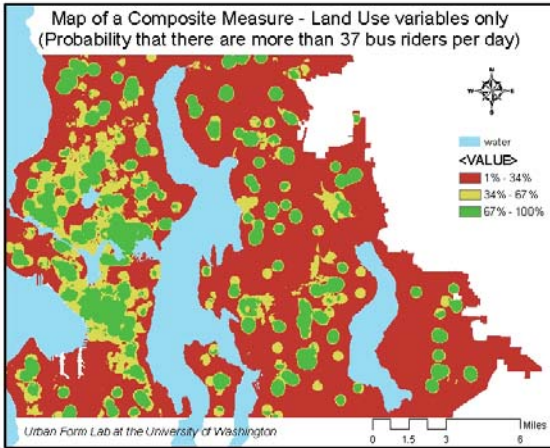 Map of a Composite Measure - Land Use variables only
(Probability that there are more than 37 bus riders per day)
N
W
E
S
water
<VALUE>
1% - 34%
34% - 67%
67% - 100%
Urban Form Lab at the University of Washington
Miles
0 1.5 3 6